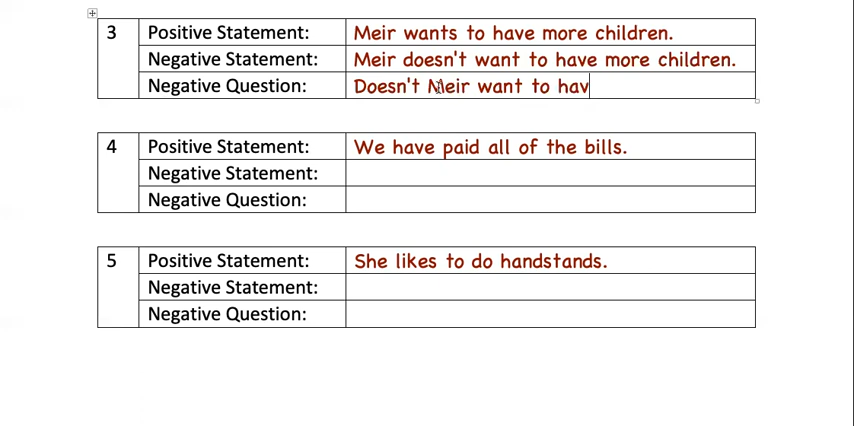 3 Positive Statement: Meir wants to have more children.
Negative Statement: Meir doesn't want to have more children.
Negative Question: Doesn't Meir want to hav
4 Positive Statement: We have paid all of the bills.
Negative Statement:
Negative Question:
5 Positive Statement: She likes to do handstands.
Negative Statement:
Negative Question: